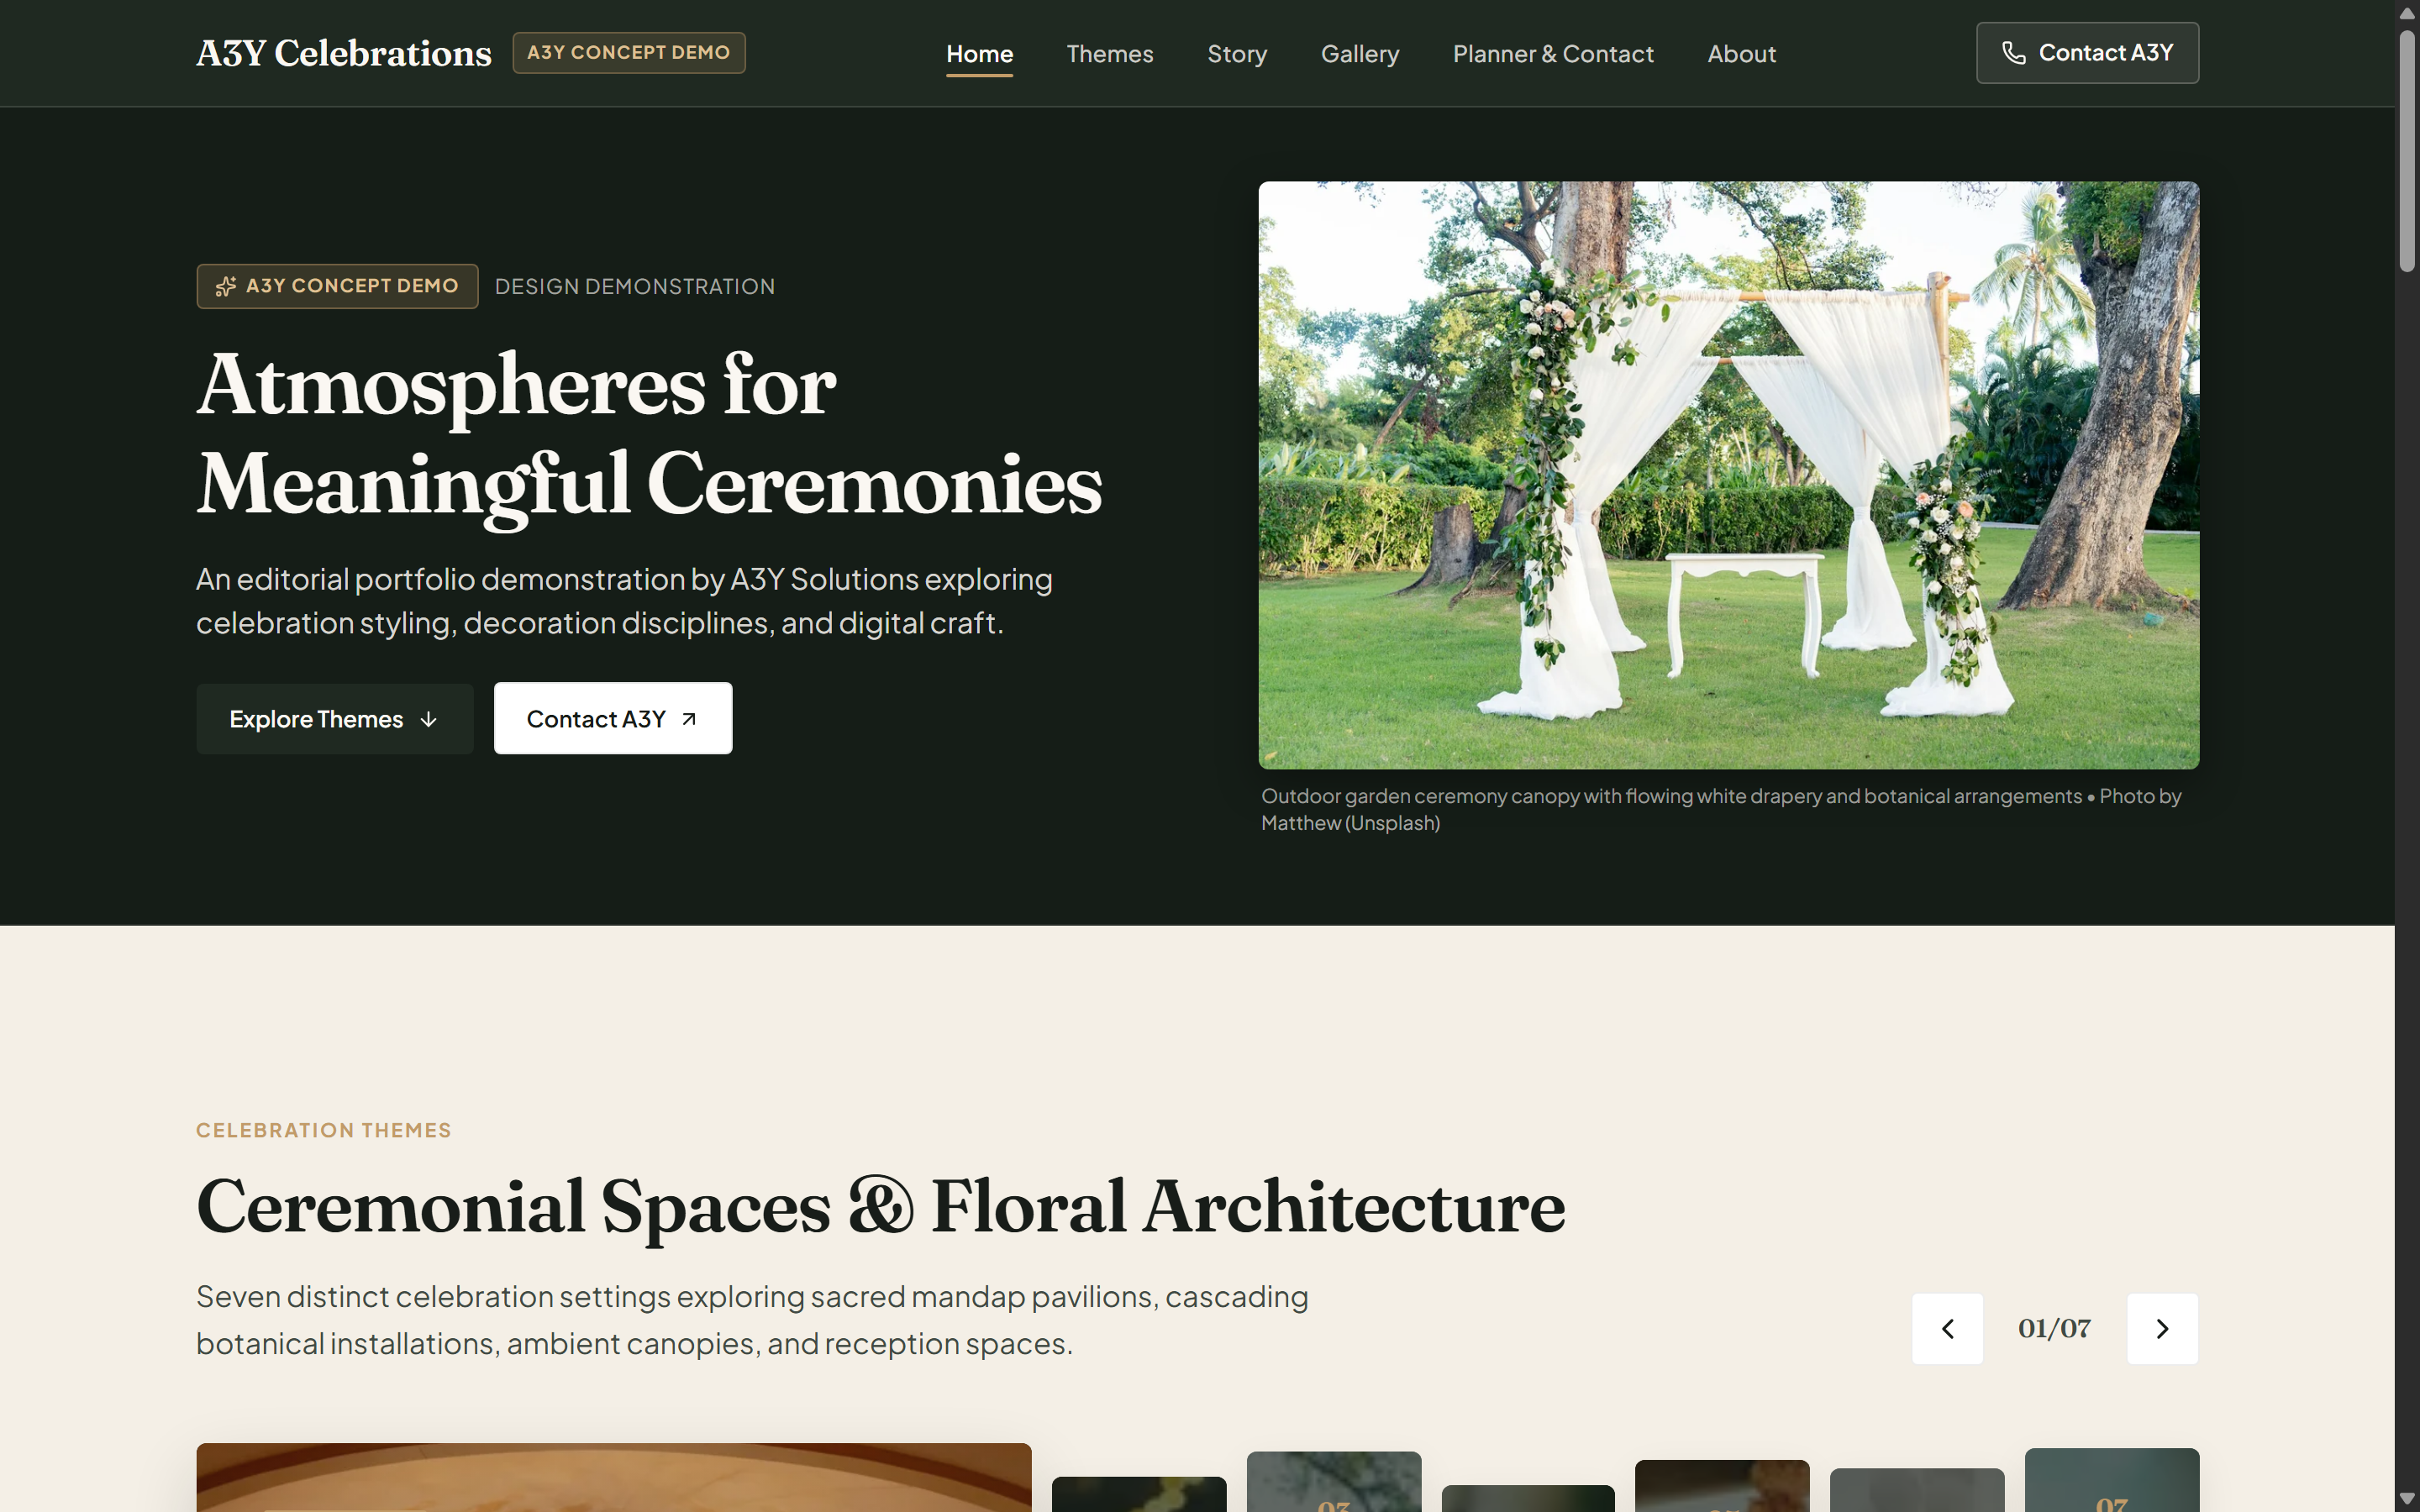 A3Y Celebrations
A3Y CONCEPT DEMO
Home
Themes
Story
Gallery
Planner & Contact
About
Contact A3Y
A3Y CONCEPT DEMO
DESIGN DEMONSTRATION
Atmospheres for
Meaningful Ceremonies
An editorial portfolio demonstration by A3Y Solutions exploring
celebration styling, decoration disciplines, and digital craft.
Explore Themes
Contact A3Y
Outdoor garden ceremony canopy with flowing white drapery and botanical arrangements • Photo by
Matthew (Unsplash)
CELEBRATION THEMES
Ceremonial Spaces & Floral Architecture
Seven distinct celebration settings exploring sacred mandap pavilions, cascading
botanical installations, ambient canopies, and reception spaces.
01/07
03
07